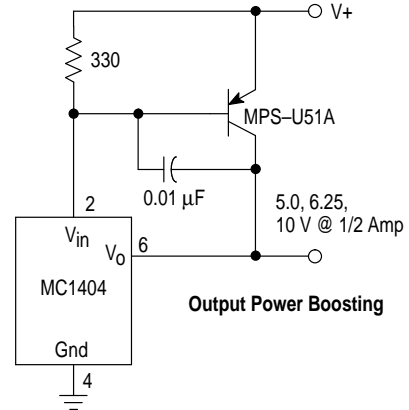 V+
330
MPS–U51A
0.01 µF
5.0, 6.25,
10 V @ 1/2 Amp
2
Vin
Vo
6
MC1404
Output Power Boosting
Gnd
4